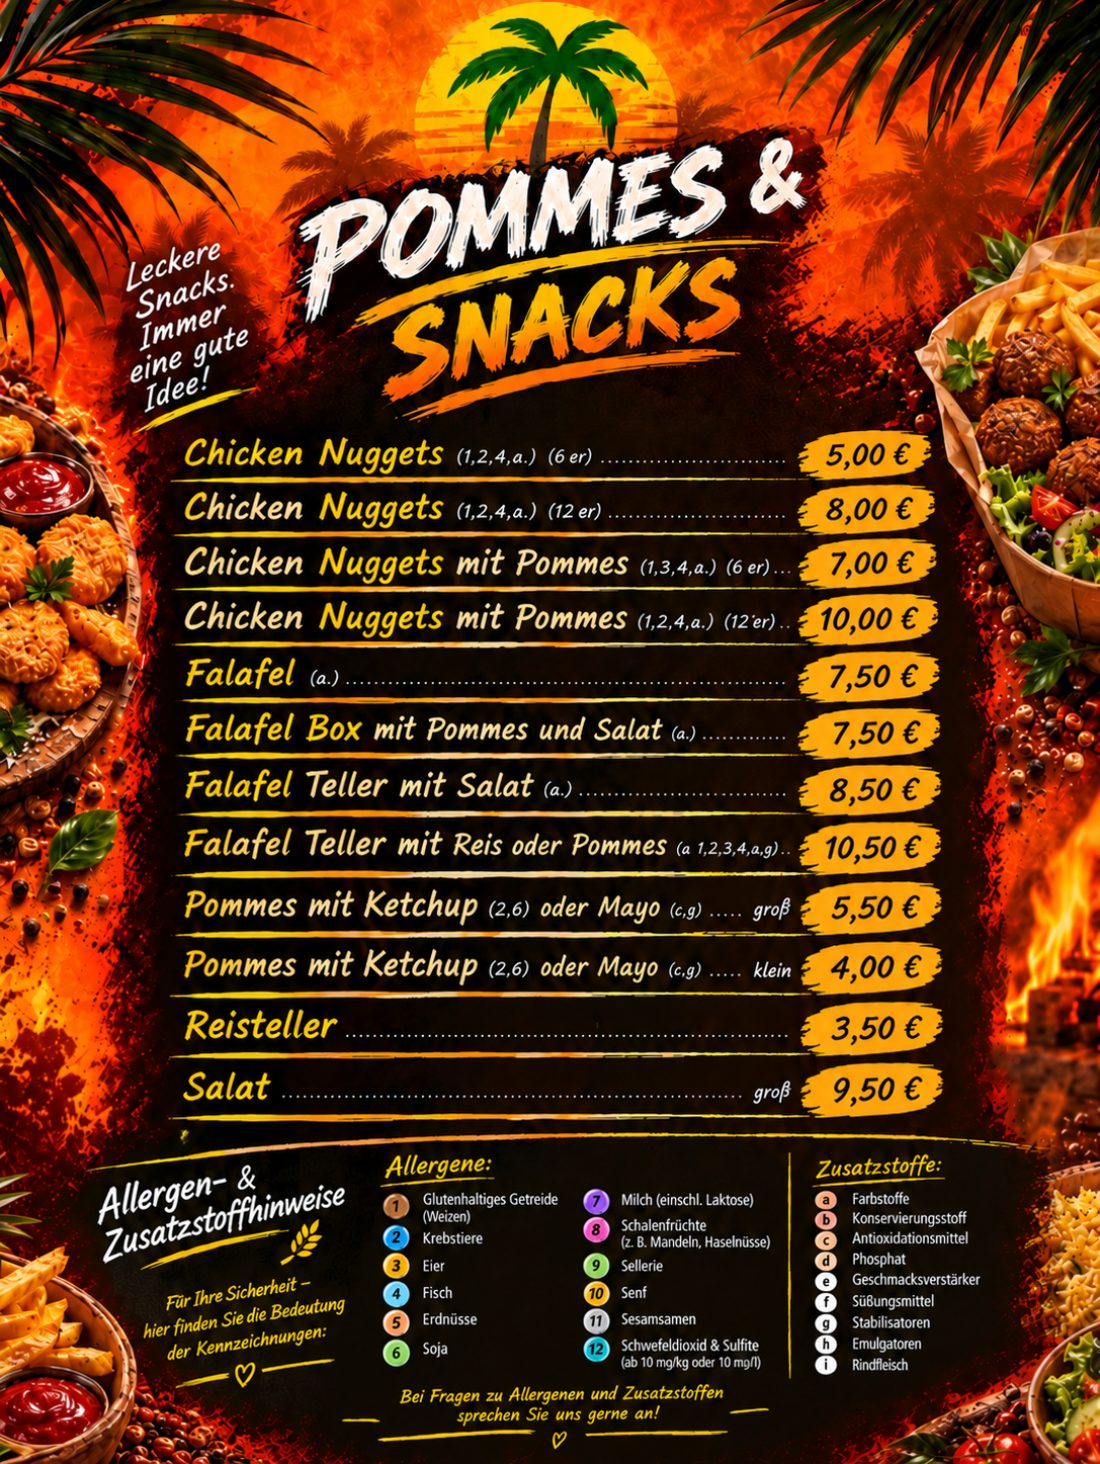 POMMES &
SNACKS
Leckere
Snacks.
Immer
eine gute
Idee!
Chicken Nuggets (1,2,4,a.) (6 er) ........................ 5,00 €
Chicken Nuggets (1,2,4,a.) (12 er) ....................... 8,00 €
Chicken Nuggets mit Pommes (1,3,4,a.) (6 er)... 7,00 €
Chicken Nuggets mit Pommes (1,2,4,a.) (12 er).. 10,00 €
Falafel (a.) ........................ 7,50 €
Falafel Box mit Pommes und Salat (a.) ............ 7,50 €
Falafel Teller mit Salat (a.) ........................ 8,50 €
Falafel Teller mit Reis oder Pommes (a 1,2,3,4,a,g).. 10,50 €
Pommes mit Ketchup (2,6) oder Mayo (c,g) ..... groß 5,50 €
Pommes mit Ketchup (2,6) oder Mayo (c,g) ..... klein 4,00 €
Reisteller ........................ 3,50 €
Salat ........................ groß 9,50 €
Allergen- &
Zusatzstoffhinweise
Für Ihre Sicherheit –
hier finden Sie die Bedeutung
der Kennzeichnungen:
Allergene:
1 Glutenhaltiges Getreide
(Weizen)
2 Krebstiere
3 Eier
4 Fisch
5 Erdnüsse
6 Soja
7 Milch (einschl. Laktose)
8 Schalenfrüchte
(z. B. Mandeln, Haselnüsse)
9 Sellerie
10 Senf
11 Sesamsamen
12 Schwefeldioxid & Sulfite
(ab 10 mg/kg oder 10 mg/l)
Zusatzstoffe:
a Farbstoffe
b Konservierungsstoff
c Antioxidationsmittel
d Phosphat
e Geschmacksverstärker
f Süßungsmittel
g Stabilisatoren
h Emulgatoren
i Rindfleisch
Bei Fragen zu Allergenen und Zusatzstoffen
sprechen Sie uns gerne an!